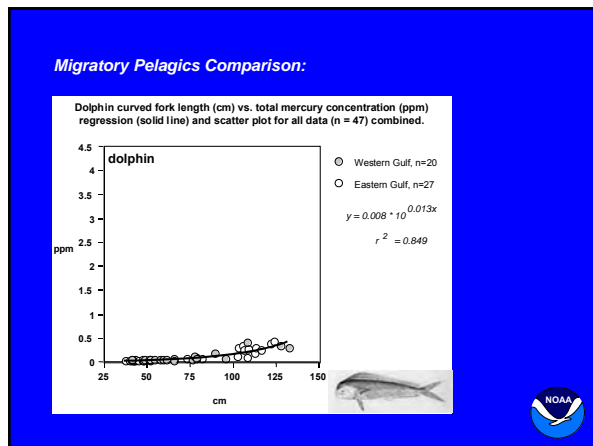 Migratory Pelagics Comparison:
Dolphin curved fork length (cm) vs. total mercury concentration (ppm)
regression (solid line) and scatter plot for all data (n = 47) combined.
4.5
dolphin
4
3.5
3
2.5
ppm
2
1.5
1
0.5
0
25 50 75 100 125 150
cm
Western Gulf, n=20
Eastern Gulf, n=27
y = 0.008 * 10 0.013x
r 2 = 0.849
NOAA